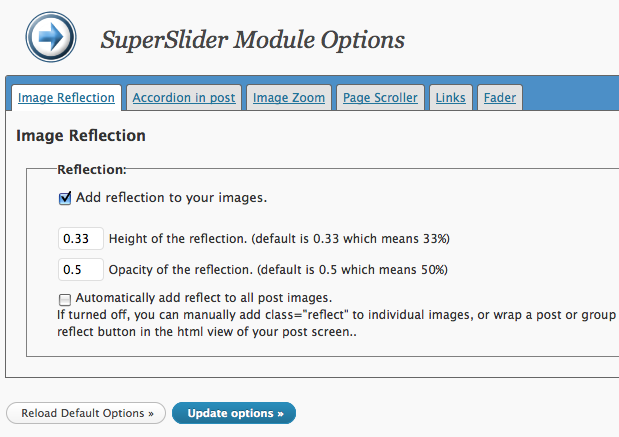 SuperSlider Module Options
Image Reflection Accordion in post Image Zoom Page Scroller Links Fader
Image Reflection
Reflection:
Add reflection to your images.
0.33 Height of the reflection. (default is 0.33 which means 33%)
0.5 Opacity of the reflection. (default is 0.5 which means 50%)
Automatically add reflect to all post images.
If turned off, you can manually add class="reflect" to individual images, or wrap a post or group
reflect button in the html view of your post screen..
Reload Default Options » Update options »